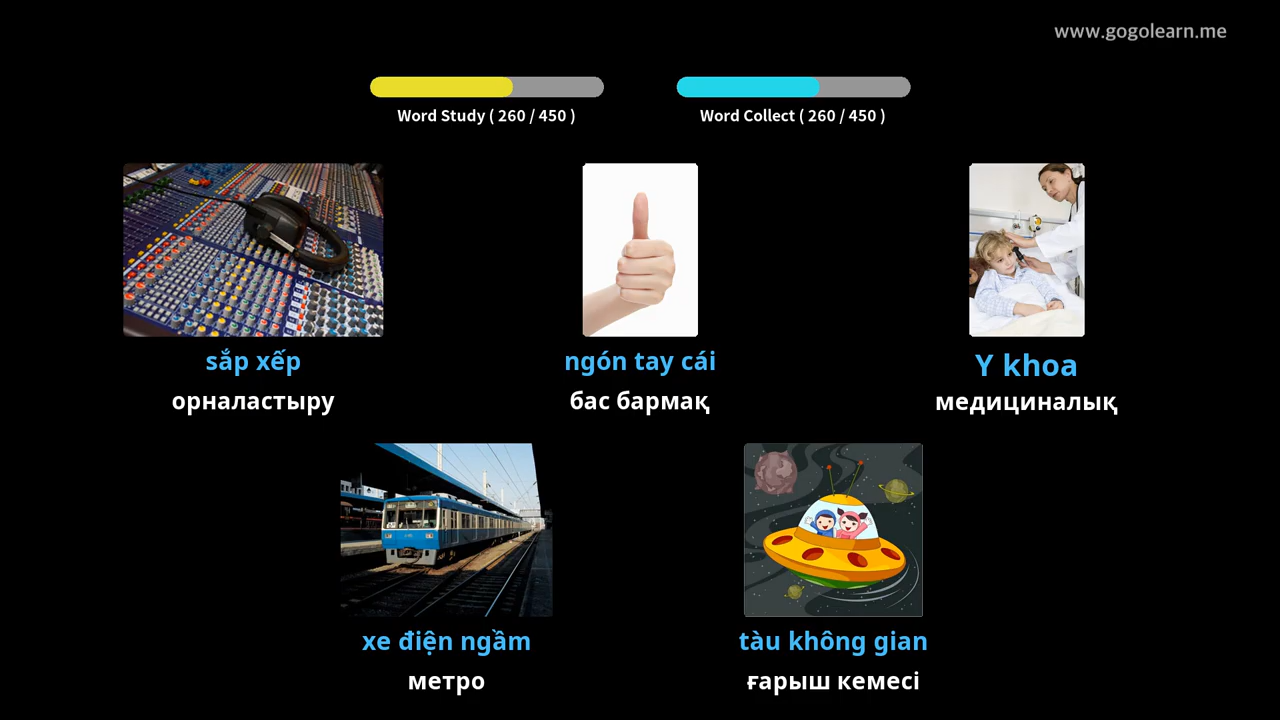 www.gogolearn.me
Word Study ( 260 / 450 )
Word Collect ( 260 / 450 )
sắp xếp
орналастыру
ngón tay cái
бас бармақ
Y khoa
медициналық
xe điện ngầm
метро
tàu không gian
ғарыш кемесі